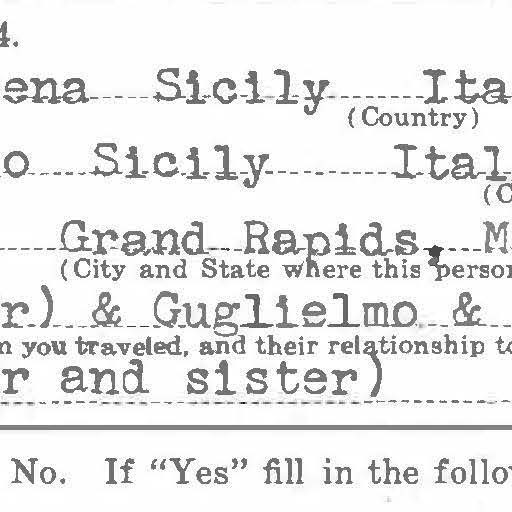 4.
ena Sicily Ita
(Country)
o Sicily Ital
(C
Grand Rapids, M
(City and State where this person
r) & Guglielmo &
n you traveled, and their relationship to
r and sister)
No. If “Yes” fill in the follo